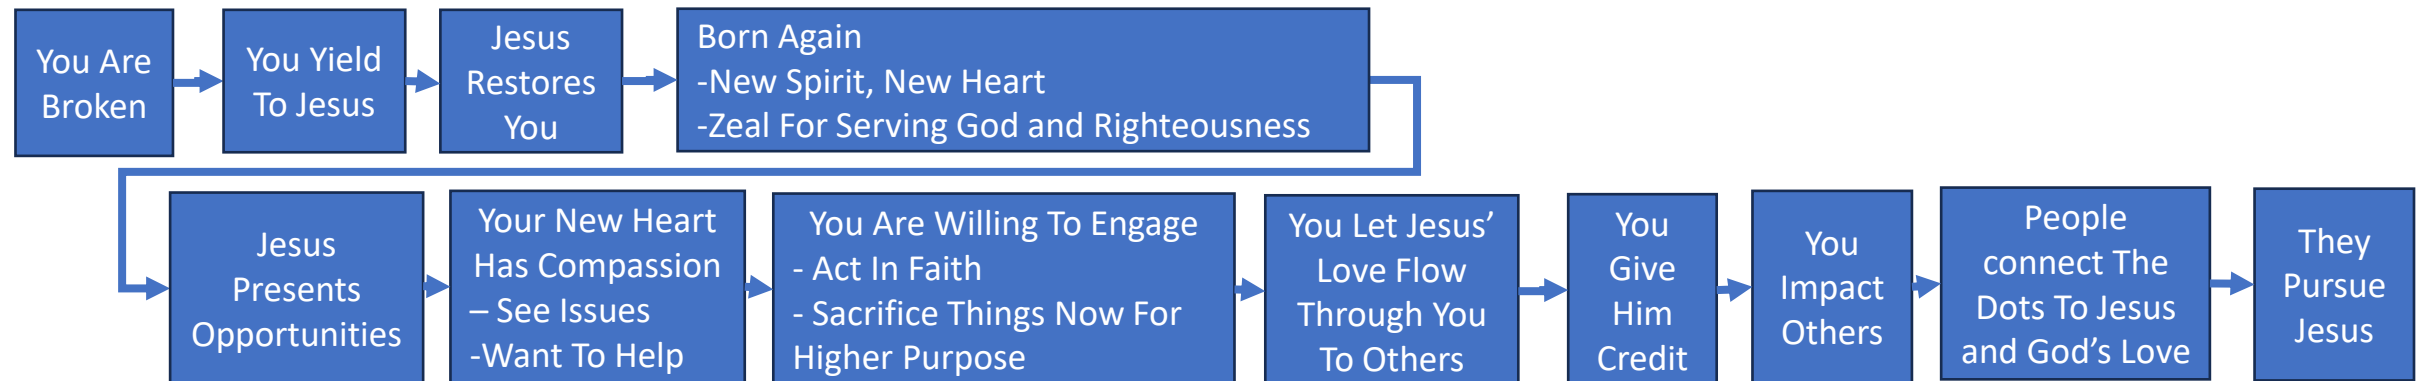 You Are
Broken
You Yield
To Jesus
Jesus
Restores
You
Born Again
-New Spirit, New Heart
-Zeal For Serving God and Righteousness
Jesus
Presents
Opportunities
Your New Heart
Has Compassion
– See Issues
-Want To Help
You Are Willing To Engage
- Act In Faith
- Sacrifice Things Now For
Higher Purpose
You Let Jesus’
Love Flow
Through You
To Others
You
Give
Him
Credit
You
Impact
Others
People
connect The
Dots To Jesus
and God’s Love
They
Pursue
Jesus